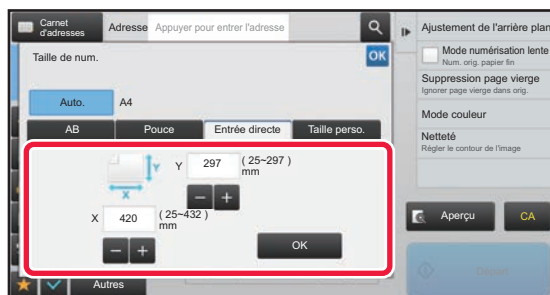 Carnet
d'adresses
Adresse
Appuyer pour entrer l'adresse
Taille de num.
OK
Auto.
A4
AB
Pouce
Entrée directe
Taille perso.
Y
X
Y
297
( 25~297 )
mm
X
420
( 25~432 )
mm
OK
Autres
Ajustement de l'arrière plan
Mode numérisation lente
Num. orig. papier fin
Suppression page vierge
Ignorer page vierge dans orig.
Mode couleur
Netteté
Régler le contour de l'image
Aperçu
CA
Départ